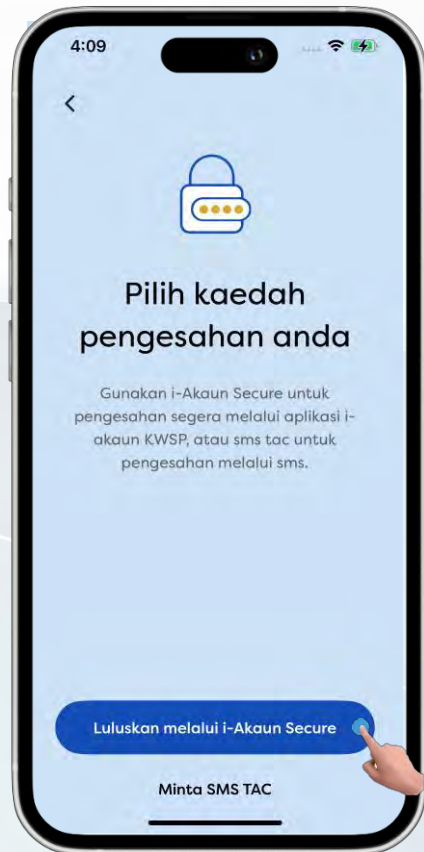 4:09
Pilih kaedah
pengesahan anda
Gunakan i-Akaun Secure untuk
pengesahan segera melalui aplikasi i-
akaun KWSP, atau sms tac untuk
pengesahan melalui sms.
Luluskan melalui i-Akaun Secure
Minta SMS TAC